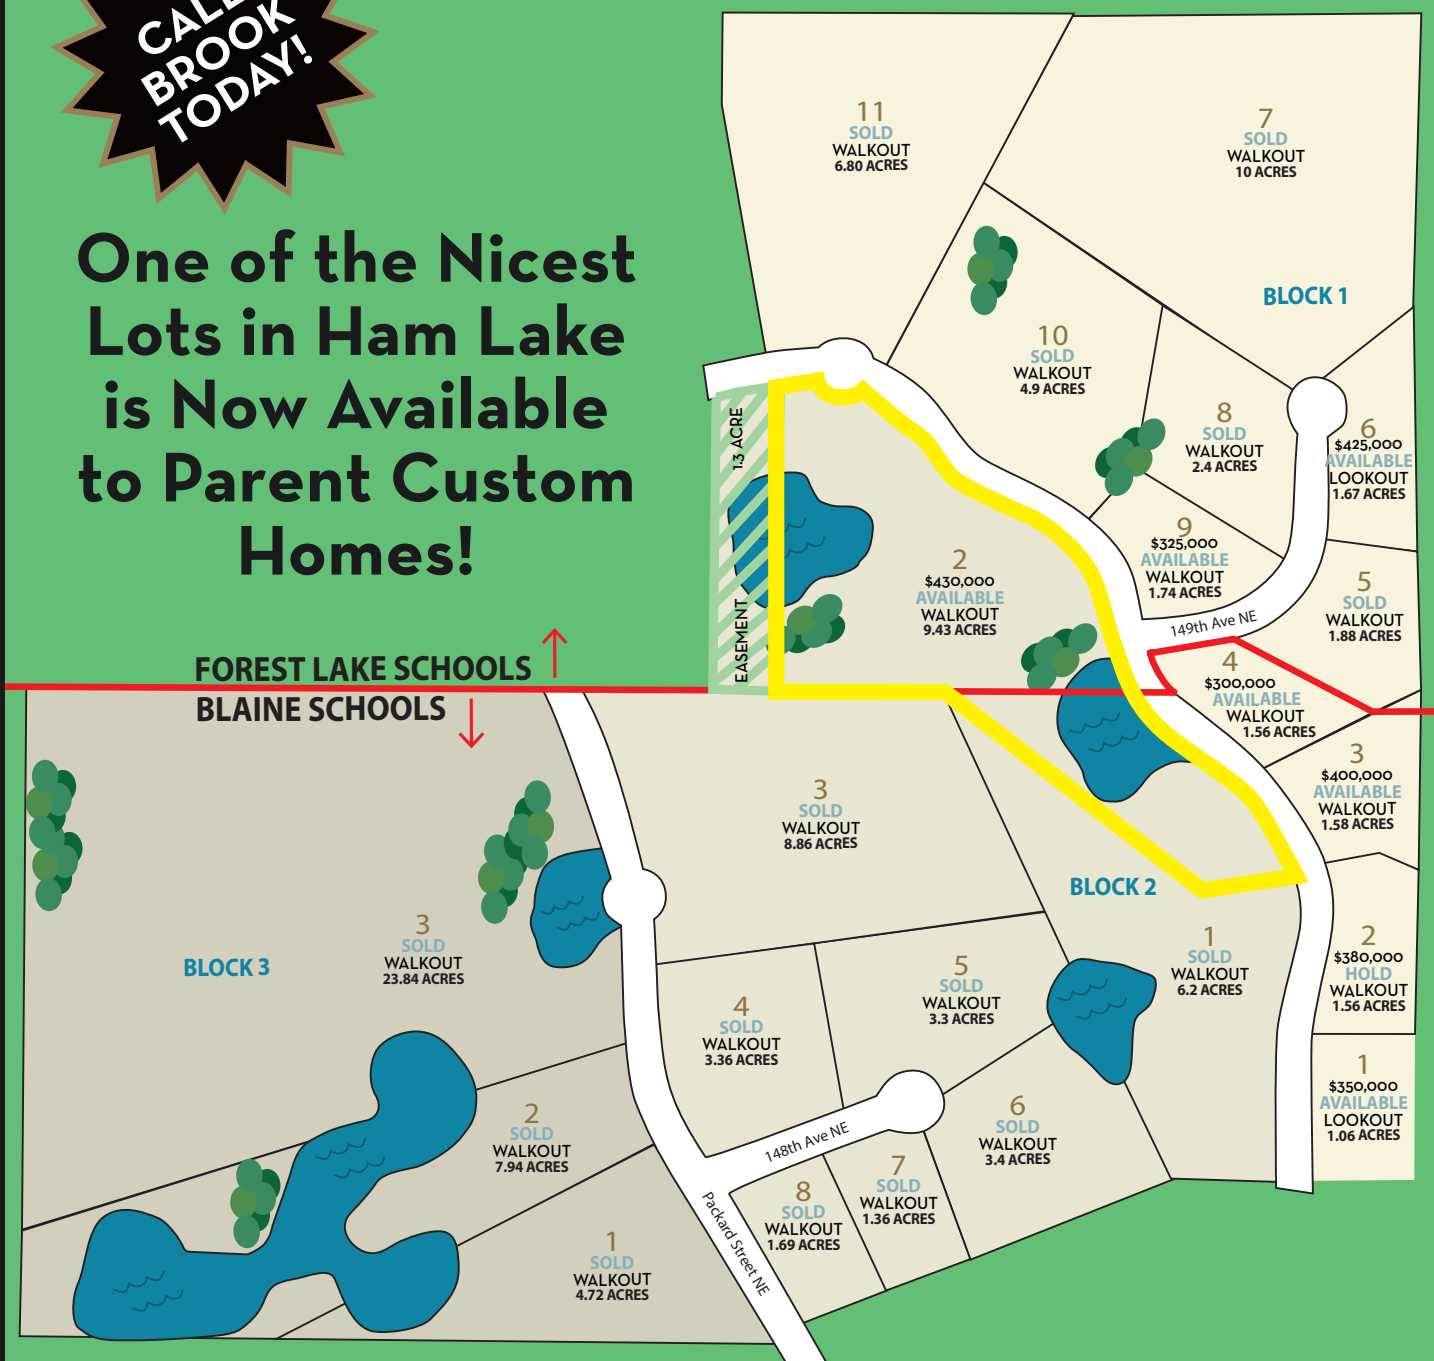 CALL
BROOK
TODAY!
One of the Nicest
Lots in Ham Lake
is Now Available
to Parent Custom
Homes!
FOREST LAKE SCHOOLS
BLAINE SCHOOLS
11
SOLD
WALKOUT
6.80 ACRES
7
SOLD
WALKOUT
10 ACRES
BLOCK 1
10
SOLD
WALKOUT
4.9 ACRES
8
SOLD
WALKOUT
2.4 ACRES
6
$425,000
AVAILABLE
LOOKOUT
1.67 ACRES
9
$325,000
AVAILABLE
WALKOUT
1.74 ACRES
5
SOLD
WALKOUT
1.88 ACRES
149th Ave NE
4
$300,000
AVAILABLE
WALKOUT
1.56 ACRES
3
$400,000
AVAILABLE
WALKOUT
1.58 ACRES
2
$380,000
HOLD
WALKOUT
1.56 ACRES
1
$350,000
AVAILABLE
LOOKOUT
1.06 ACRES
1.3 ACRE
EASEMENT
2
$430,000
AVAILABLE
WALKOUT
9.43 ACRES
3
SOLD
WALKOUT
8.86 ACRES
BLOCK 2
1
SOLD
WALKOUT
6.2 ACRES
4
SOLD
WALKOUT
3.36 ACRES
5
SOLD
WALKOUT
3.3 ACRES
6
SOLD
WALKOUT
3.4 ACRES
148th Ave NE
7
SOLD
WALKOUT
1.36 ACRES
8
SOLD
WALKOUT
1.69 ACRES
Packard Street NE
BLOCK 3
3
SOLD
WALKOUT
23.84 ACRES
2
SOLD
WALKOUT
7.94 ACRES
1
SOLD
WALKOUT
4.72 ACRES